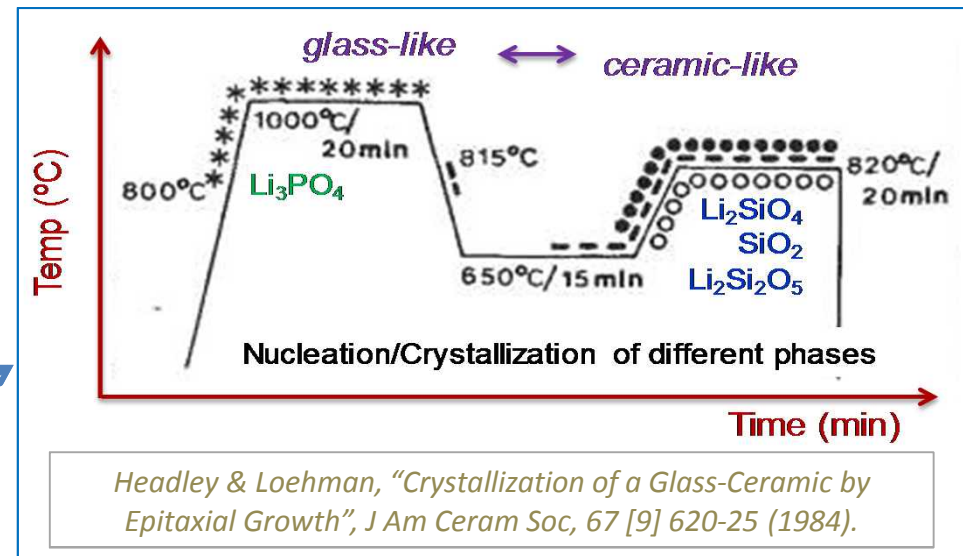 glass-like
ceramic-like
1000°C/
20min
815°C
820°C/
20min
800°C
Li₃PO₄
Li₂SiO₄
SiO₂
Li₂Si₂O₅
650°C/15min
Nucleation/Crystallization of different phases
Temp (ºC)
Time (min)
Headley & Loehman, “Crystallization of a Glass-Ceramic by
Epitaxial Growth”, J Am Ceram Soc, 67 [9] 620-25 (1984).